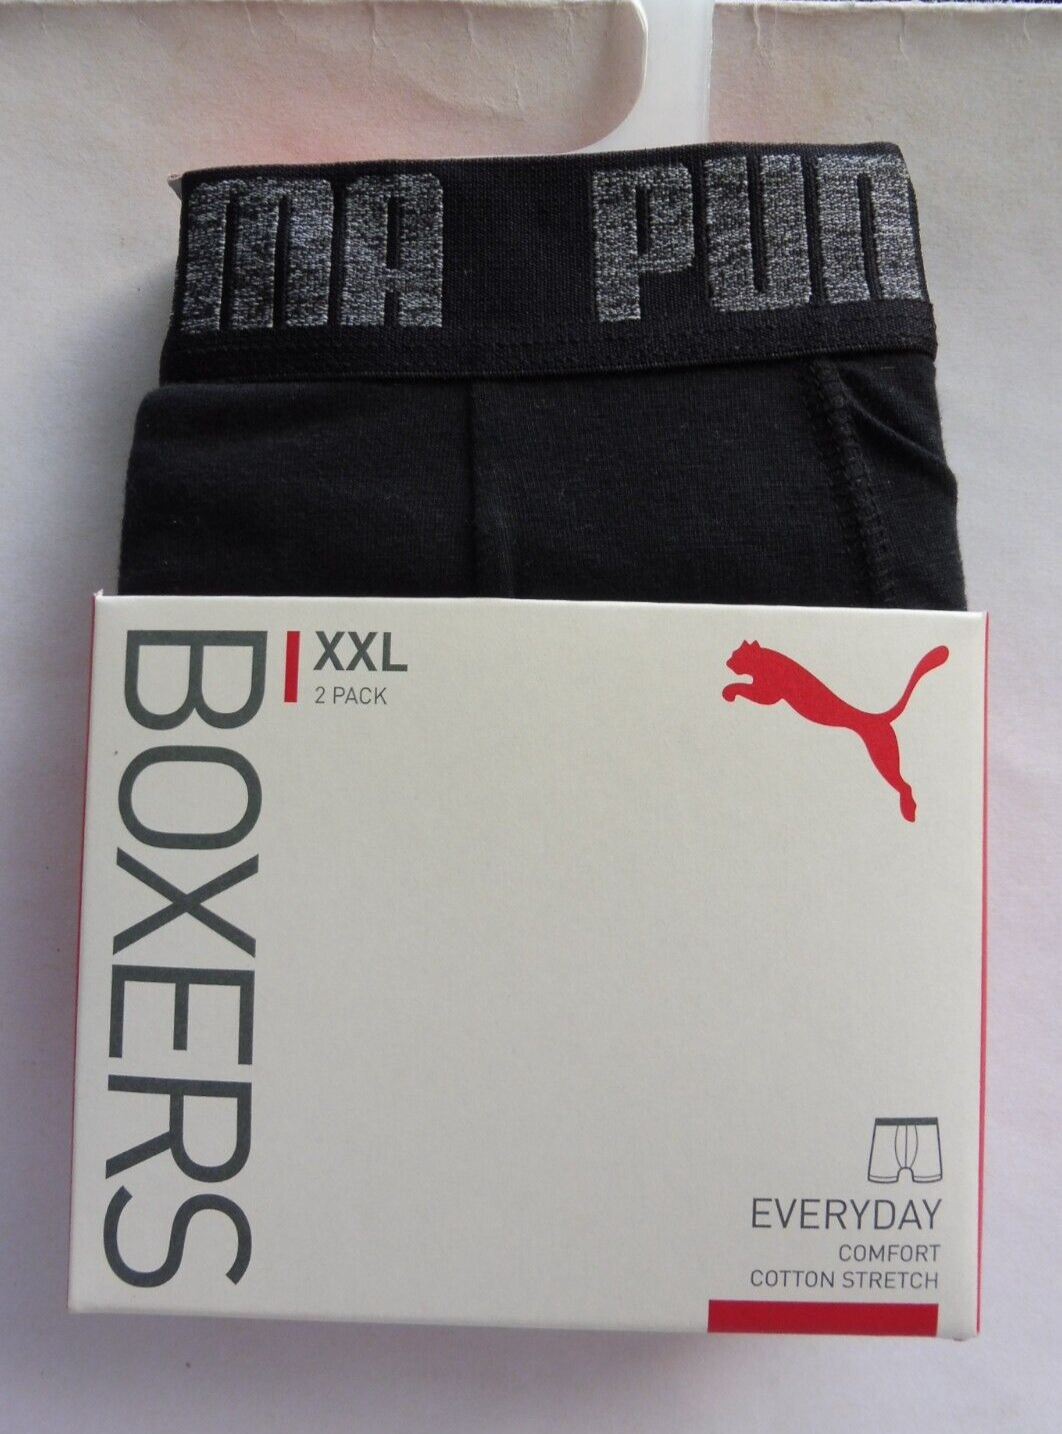 MA PUM
BOXERS
XXL
2 PACK
EVERYDAY
COMFORT
COTTON STRETCH